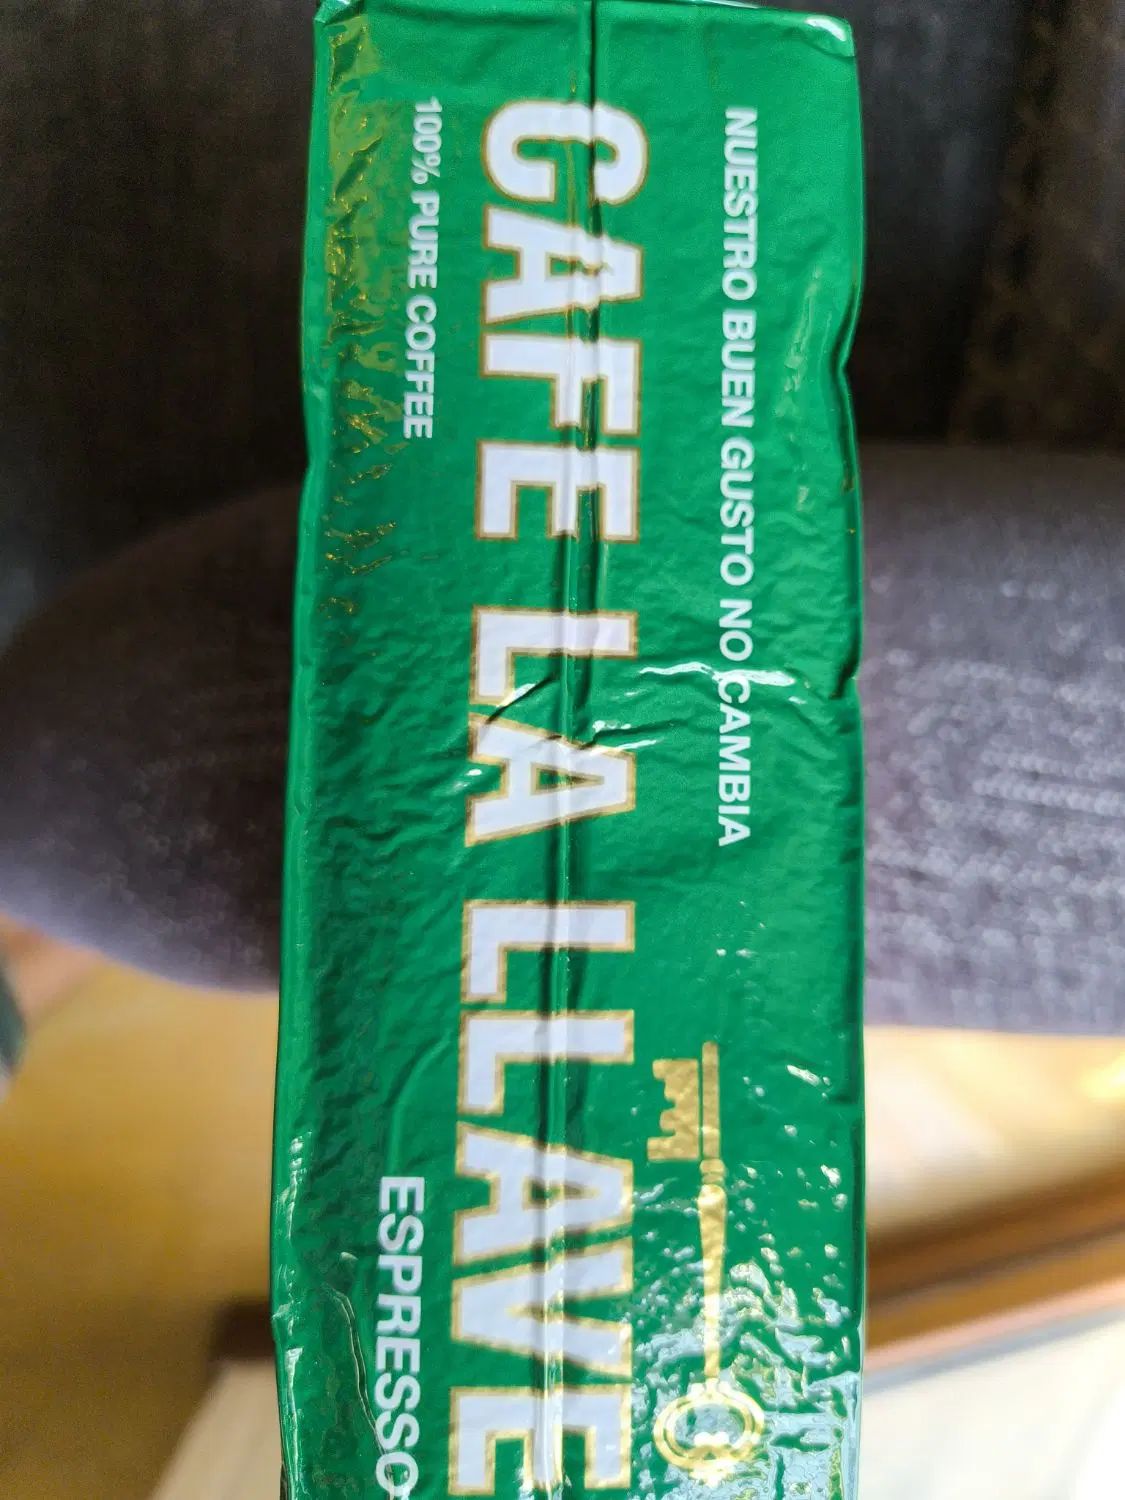 NUESTRO BUEN GUSTO NO CAMBIA
CAFE LA LLAVE
100% PURE COFFEE
ESPRESSO